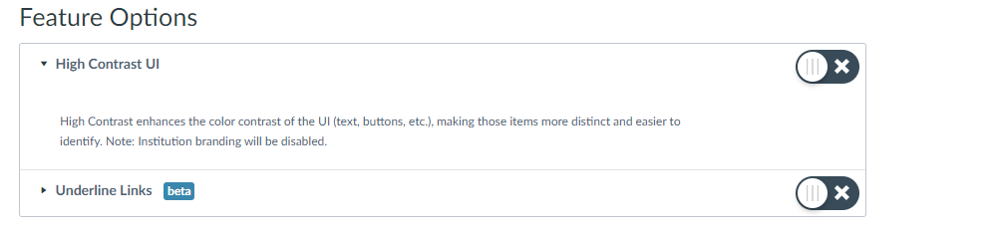 Feature Options
High Contrast UI
High Contrast enhances the color contrast of the UI (text, buttons, etc.), making those items more distinct and easier to
identify. Note: Institution branding will be disabled.
Underline Links beta